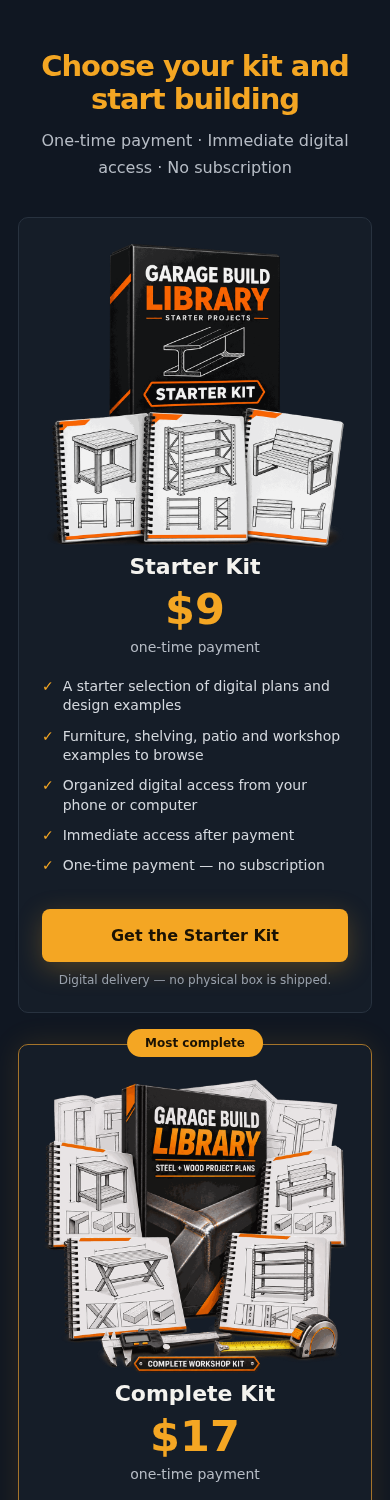 Choose your kit and
start building
One-time payment · Immediate digital
access · No subscription
GARAGE BUILD
LIBRARY
STARTER PROJECTS
STARTER KIT
Starter Kit
$9
one-time payment
✓ A starter selection of digital plans and
design examples
✓ Furniture, shelving, patio and workshop
examples to browse
✓ Organized digital access from your
phone or computer
✓ Immediate access after payment
✓ One-time payment — no subscription
Get the Starter Kit
Digital delivery — no physical box is shipped.
Most complete
GARAGE BUILD
LIBRARY
STEEL + WOOD PROJECT PLANS
COMPLETE WORKSHOP KIT
Complete Kit
$17
one-time payment